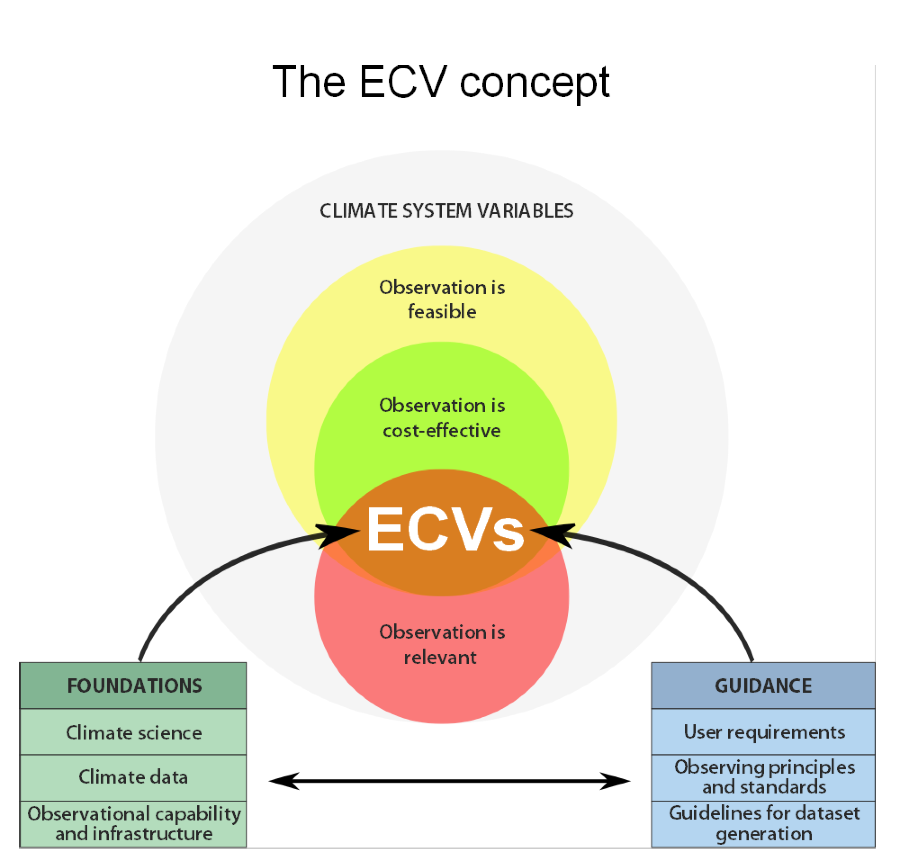 The ECV concept
CLIMATE SYSTEM VARIABLES
Observation is
feasible
Observation is
cost-effective
ECVs
Observation is
relevant
FOUNDATIONS
Climate science
Climate data
Observational capability
and infrastructure
GUIDANCE
User requirements
Observing principles
and standards
Guidelines for dataset
generation